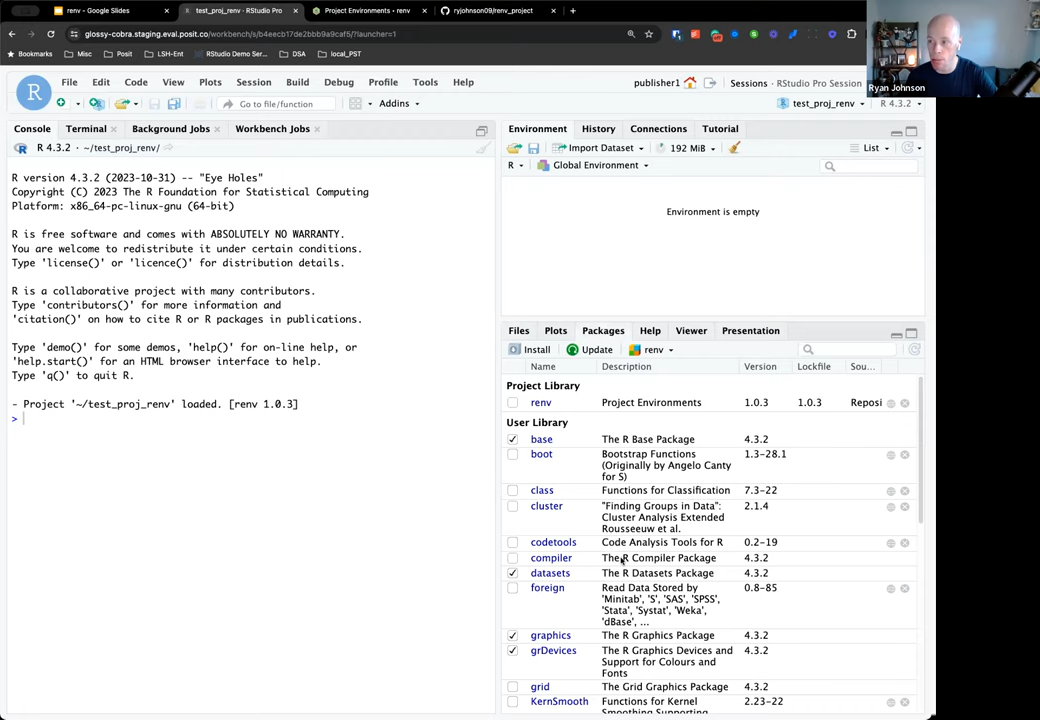 renv - Google Slides
test_proj_renv - RStudio Pro
Project Environments • renv
ryjohnson09/renv_project
glossy-cobra.staging.eval.posit.co/workbench/s/b4eecb17de2bbb9a9caf5/?launcher=1
Bookmarks
Misc
Posit
LSH-Ent
RStudio Demo Ser...
DSA
local_PST
Ryan Johnson
R
File Edit Code View Plots Session Build Debug Profile Tools Help
publisher1
Sessions
RStudio Pro Session
Go to file/function
Addins
test_proj_renv
R 4.3.2
Console
Terminal
Background Jobs
Workbench Jobs
R 4.3.2 · ~/test_proj_renv/
R version 4.3.2 (2023-10-31) -- "Eye Holes"
Copyright (C) 2023 The R Foundation for Statistical Computing
Platform: x86_64-pc-linux-gnu (64-bit)
R is free software and comes with ABSOLUTELY NO WARRANTY.
You are welcome to redistribute it under certain conditions.
Type 'license()' or 'licence()' for distribution details.
R is a collaborative project with many contributors.
Type 'contributors()' for more information and
'citation()' on how to cite R or R packages in publications.
Type 'demo()' for some demos, 'help()' for on-line help, or
'help.start()' for an HTML browser interface to help.
Type 'q()' to quit R.
- Project '~/test_proj_renv' loaded. [renv 1.0.3]
>
Environment History Connections Tutorial
Import Dataset
192 MiB
List
R
Global Environment
Environment is empty
Files Plots Packages Help Viewer Presentation
Install
Update
renv
Name Description Version Lockfile Sou...
Project Library
renv Project Environments 1.0.3 1.0.3 Reposi
User Library
base The R Base Package 4.3.2
boot Bootstrap Functions 1.3-28.1
(Originally by Angelo Canty
for S)
class Functions for Classification 7.3-22
cluster "Finding Groups in Data": 2.1.4
Cluster Analysis Extended
Rousseeuw et al.
codetools Code Analysis Tools for R 0.2-19
compiler The R Compiler Package 4.3.2
datasets The R Datasets Package 4.3.2
foreign Read Data Stored by 0.8-85
'Minitab', 'S', 'SAS', 'SPSS',
'Stata', 'Systat', 'Weka',
'dBase', ...
graphics The R Graphics Package 4.3.2
grDevices The R Graphics Devices and 4.3.2
Support for Colours and
Fonts
grid The Grid Graphics Package 4.3.2
KernSmooth Functions for Kernel 2.23-22
Smoothing Supporting